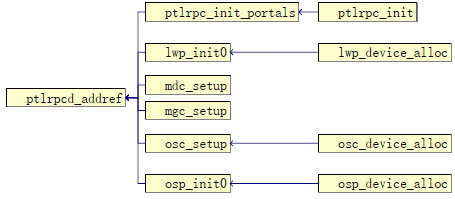 ptlrpc_init_portals ptlrpc_init
lwp_init0 lwp_device_alloc
mdc_setup
ptlrpcd_addref
mgc_setup
osc_setup osc_device_alloc
osp_init0 osp_device_alloc